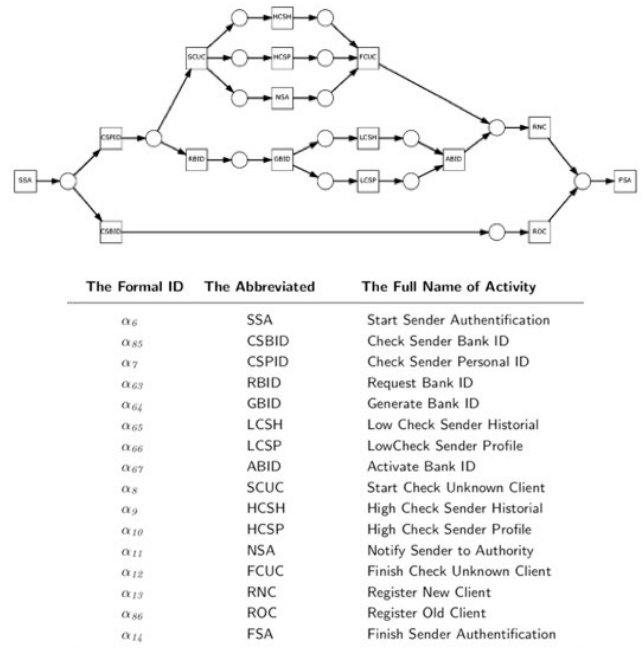 HCSH
SCUC HCSP FCUC
NSA
CSPID RNC
LCSH
RBID GBID ABID
SSA LCSP FSA
CSBID ROC
The Formal ID The Abbreviated The Full Name of Activity
α6 SSA Start Sender Authentification
α85 CSBID Check Sender Bank ID
α7 CSPID Check Sender Personal ID
α63 RBID Request Bank ID
α64 GBID Generate Bank ID
α65 LCSH Low Check Sender Historial
α66 LCSP LowCheck Sender Profile
α67 ABID Activate Bank ID
α8 SCUC Start Check Unknown Client
α9 HCSH High Check Sender Historial
α10 HCSP High Check Sender Profile
α11 NSA Notify Sender to Authority
α12 FCUC Finish Check Unknown Client
α13 RNC Register New Client
α86 ROC Register Old Client
α14 FSA Finish Sender Authentification